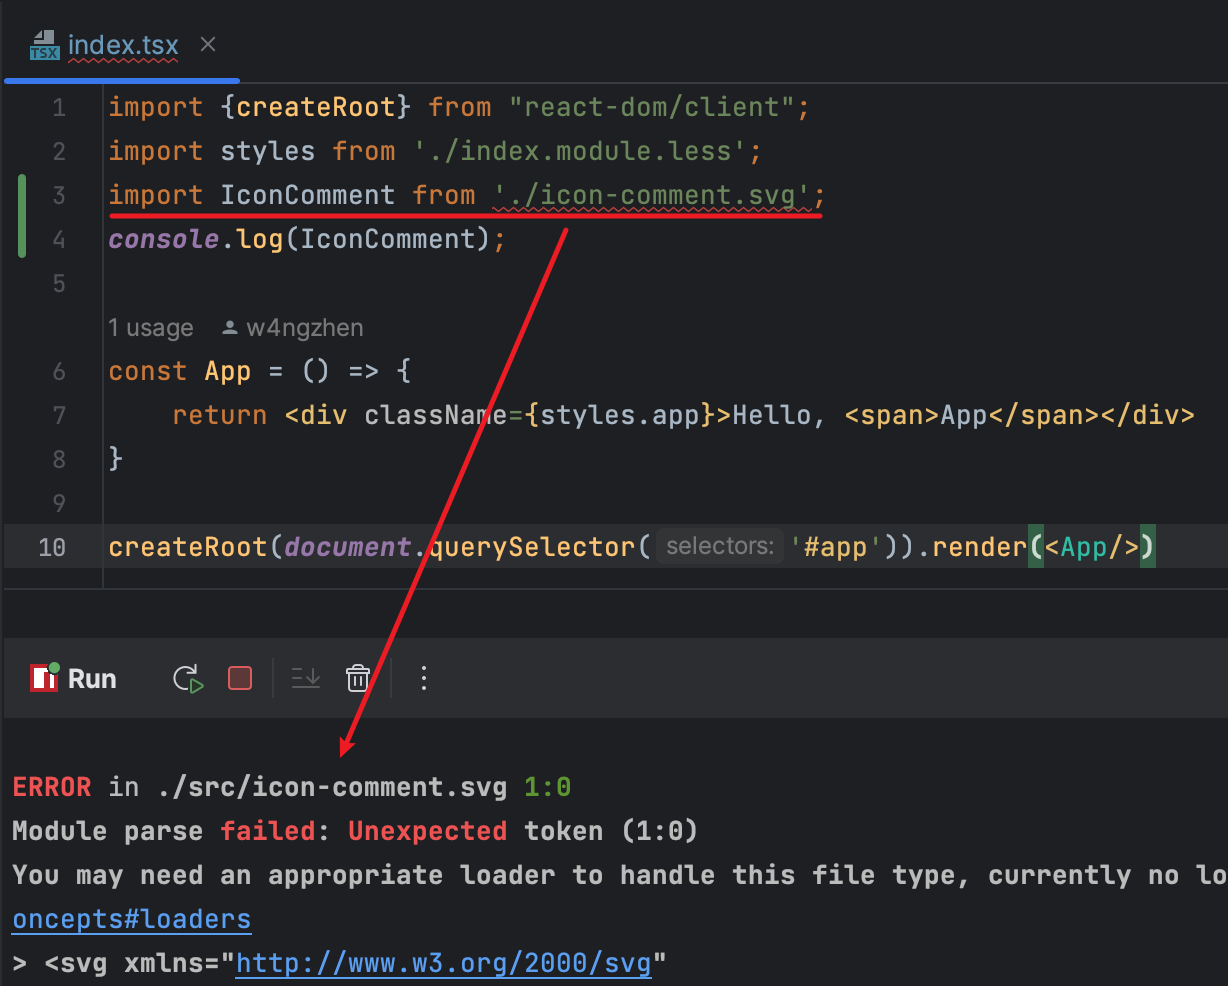 TSX index.tsx
1 import {createRoot} from "react-dom/client";
2 import styles from './index.module.less';
3 import IconComment from './icon-comment.svg';
4 console.log(IconComment);
5
1 usage w4ngzhen
6 const App = () => {
7 return <div className={styles.app}>Hello, <span>App</span></div>
8 }
9
10 createRoot(document.querySelector( selectors: '#app')).render(<App/>)
Run
ERROR in ./src/icon-comment.svg 1:0
Module parse failed: Unexpected token (1:0)
You may need an appropriate loader to handle this file type, currently no lo
oncepts#loaders
> <svg xmlns="http://www.w3.org/2000/svg"